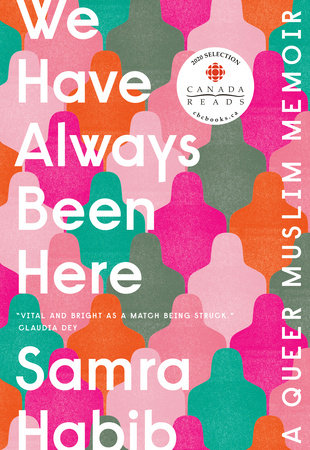 We
Have
Always
Been
Here
2020 SELECTION
CANADA
READS
cbcbooks.ca
"VITAL AND BRIGHT AS A MATCH BEING STRUCK."
CLAUDIA DEY
Samra
Habib
A QUEER MUSLIM MEMOIR